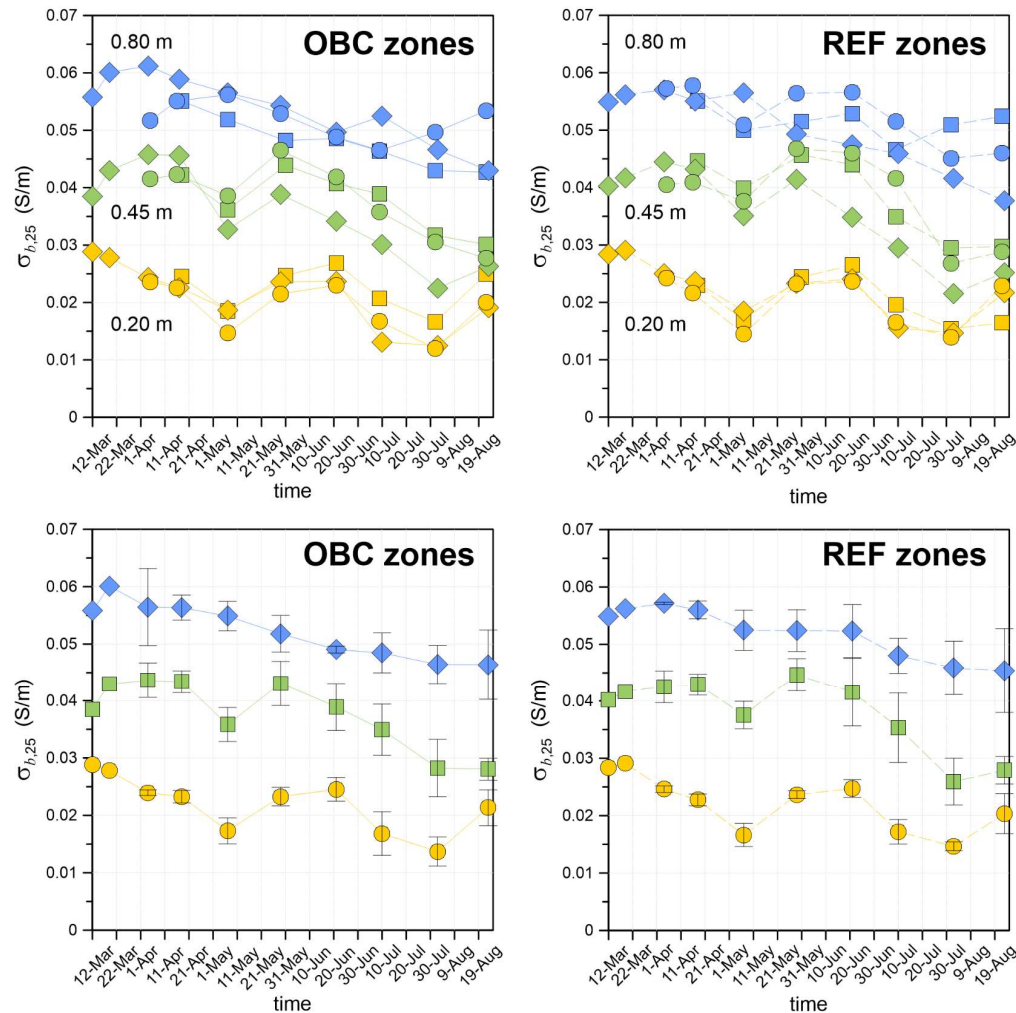 OBC zones
0.07
0.06
0.05
0.04
0.03
0.02
0.01
0
σb,25 (S/m)
0.80 m
0.45 m
0.20 m
12-Mar
22-Mar
1-Apr
11-Apr
21-Apr
1-May
11-May
21-May
31-May
10-Jun
20-Jun
30-Jun
10-Jul
20-Jul
30-Jul
9-Aug
19-Aug
time
REF zones
0.07
0.06
0.05
0.04
0.03
0.02
0.01
0
σb,25 (S/m)
0.80 m
0.45 m
0.20 m
12-Mar
22-Mar
1-Apr
11-Apr
21-Apr
1-May
11-May
21-May
31-May
10-Jun
20-Jun
30-Jun
10-Jul
20-Jul
30-Jul
9-Aug
19-Aug
time
OBC zones
0.07
0.06
0.05
0.04
0.03
0.02
0.01
0
σb,25 (S/m)
12-Mar
22-Mar
1-Apr
11-Apr
21-Apr
1-May
11-May
21-May
31-May
10-Jun
20-Jun
30-Jun
10-Jul
20-Jul
30-Jul
9-Aug
19-Aug
time
REF zones
0.07
0.06
0.05
0.04
0.03
0.02
0.01
0
σb,25 (S/m)
12-Mar
22-Mar
1-Apr
11-Apr
21-Apr
1-May
11-May
21-May
31-May
10-Jun
20-Jun
30-Jun
10-Jul
20-Jul
30-Jul
9-Aug
19-Aug
time